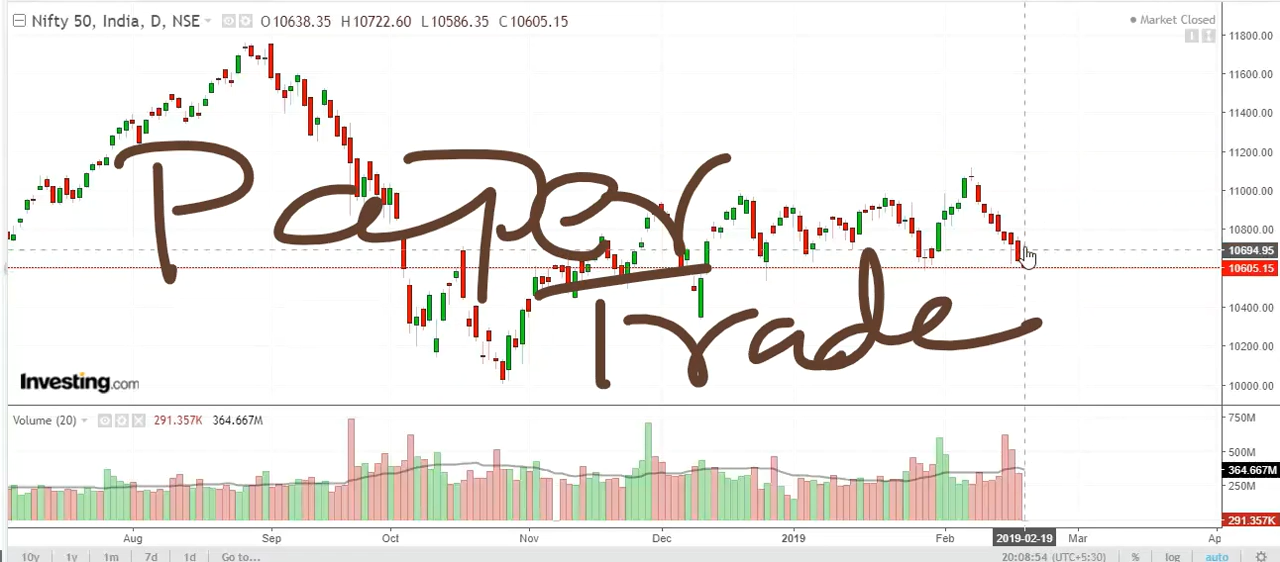 Nifty 50, India, D, NSE O10638.35 H10722.60 L10586.35 C10605.15
Market Closed
11800.00
11600.00
11400.00
11200.00
11000.00
10800.00
10694.95
10605.15
10400.00
10200.00
10000.00
Paper
Trade
Investing.com
Volume (20) 291.357K 364.667M
750M
500M
364.667M
250M
291.357K
Aug Sep Oct Nov Dec 2019 Feb 2019-02-19 Mar Ap
10y 1y 1m 7d 1d Go to... 20:08:54 (UTC+5:30) % log auto